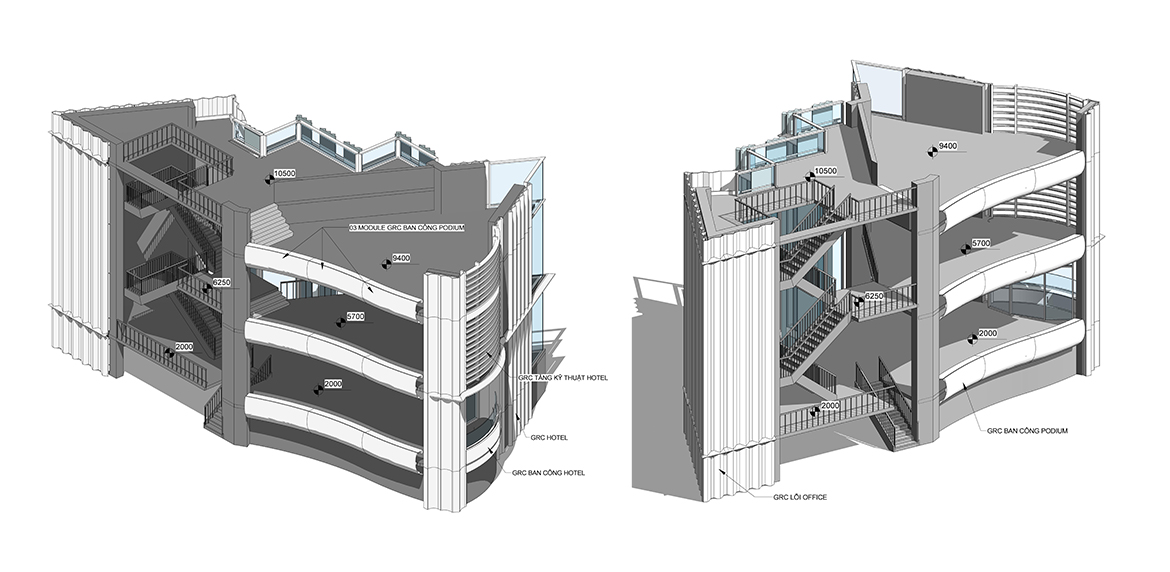 10500
03 MODULE GRC BAN CÔNG PODIUM
9400
6250
5700
2000
2000
GRC TẦNG KỸ THUẬT HOTEL
GRC HOTEL
GRC BAN CÔNG HOTEL
9400
10500
5700
6250
2000
2000
GRC BAN CÔNG PODIUM
GRC LÕI OFFICE